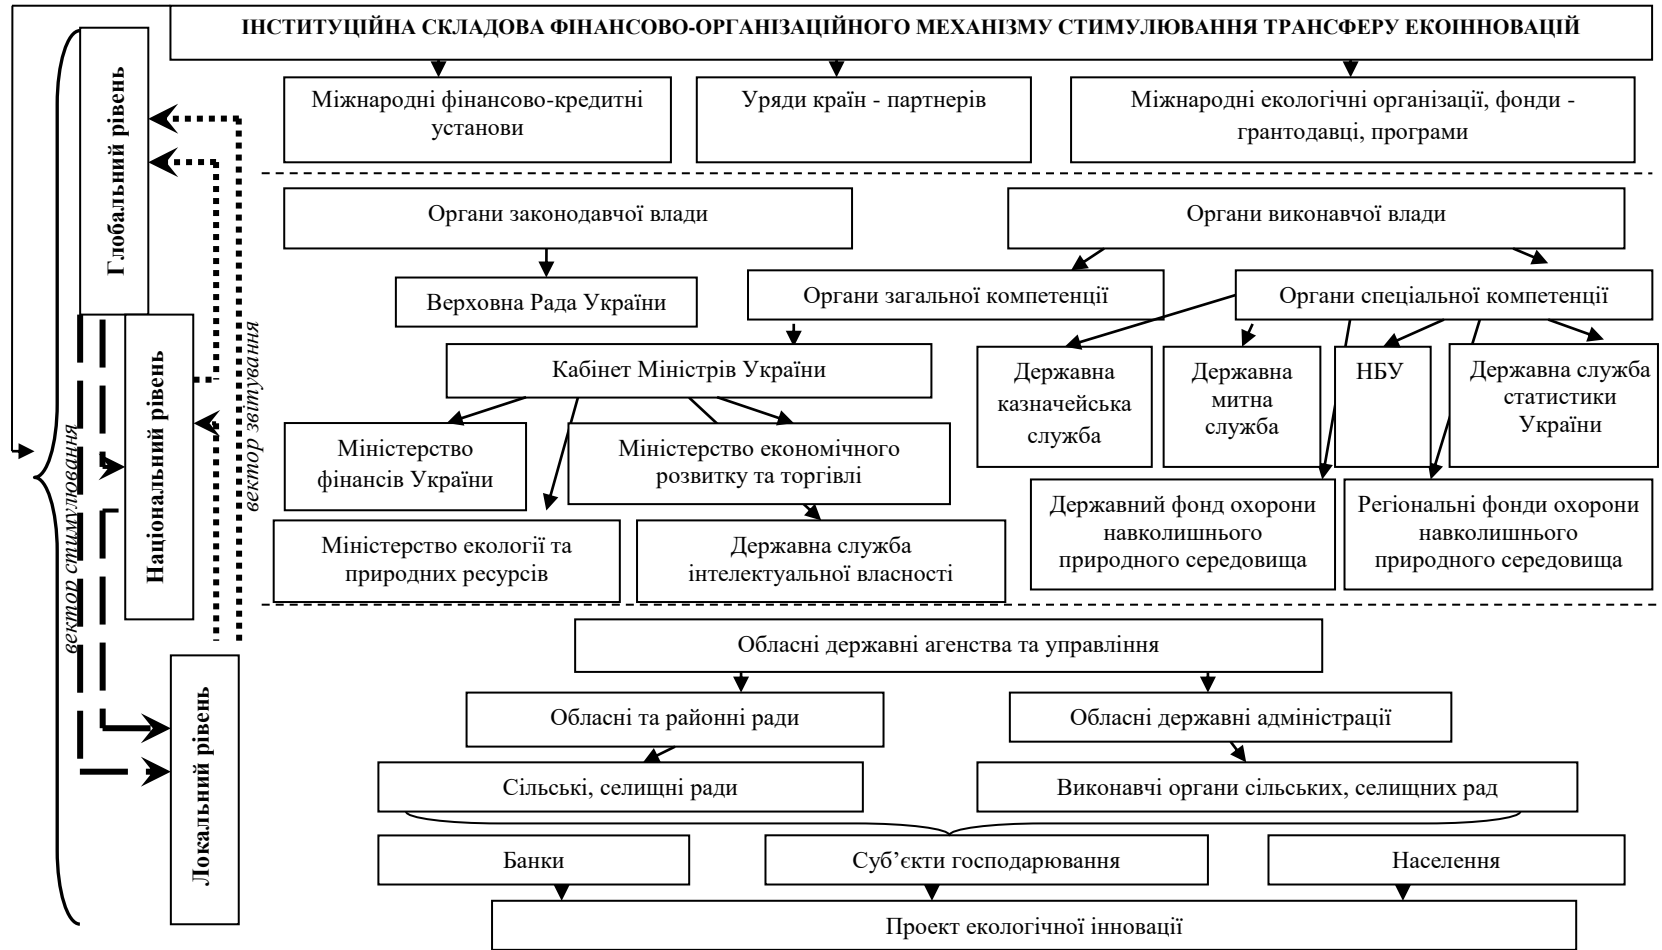 ІНСТИТУЦІЙНА СКЛАДОВА ФІНАНСОВО-ОРГАНІЗАЦІЙНОГО МЕХАНІЗМУ СТИМУЛЮВАННЯ ТРАНСФЕРУ ЕКОІННОВАЦІЙ
Глобальний рівень
Міжнародні фінансово-кредитні
установи
Уряди країн - партнерів
Міжнародні екологічні організації, фонди -
грантодавці, програми
Національний рівень
вектор стимулювання
вектор звітування
Органи законодавчої влади
Органи виконавчої влади
Верховна Рада України
Органи загальної компетенції
Органи спеціальної компетенції
Кабінет Міністрів України
Державна
казначейська
служба
Державна
митна
служба
НБУ
Державна служба
статистики
України
Міністерство
фінансів України
Міністерство економічного
розвитку та торгівлі
Міністерство екології та
природних ресурсів
Державна служба
інтелектуальної власності
Державний фонд охорони
навколишнього
природного середовища
Регіональні фонди охорони
навколишнього
природного середовища
Локальний рівень
Обласні державні агенства та управління
Обласні та районні ради
Обласні державні адміністрації
Сільські, селищні ради
Виконавчі органи сільських, селищних рад
Банки
Суб’єкти господарювання
Населення
Проект екологічної інновації